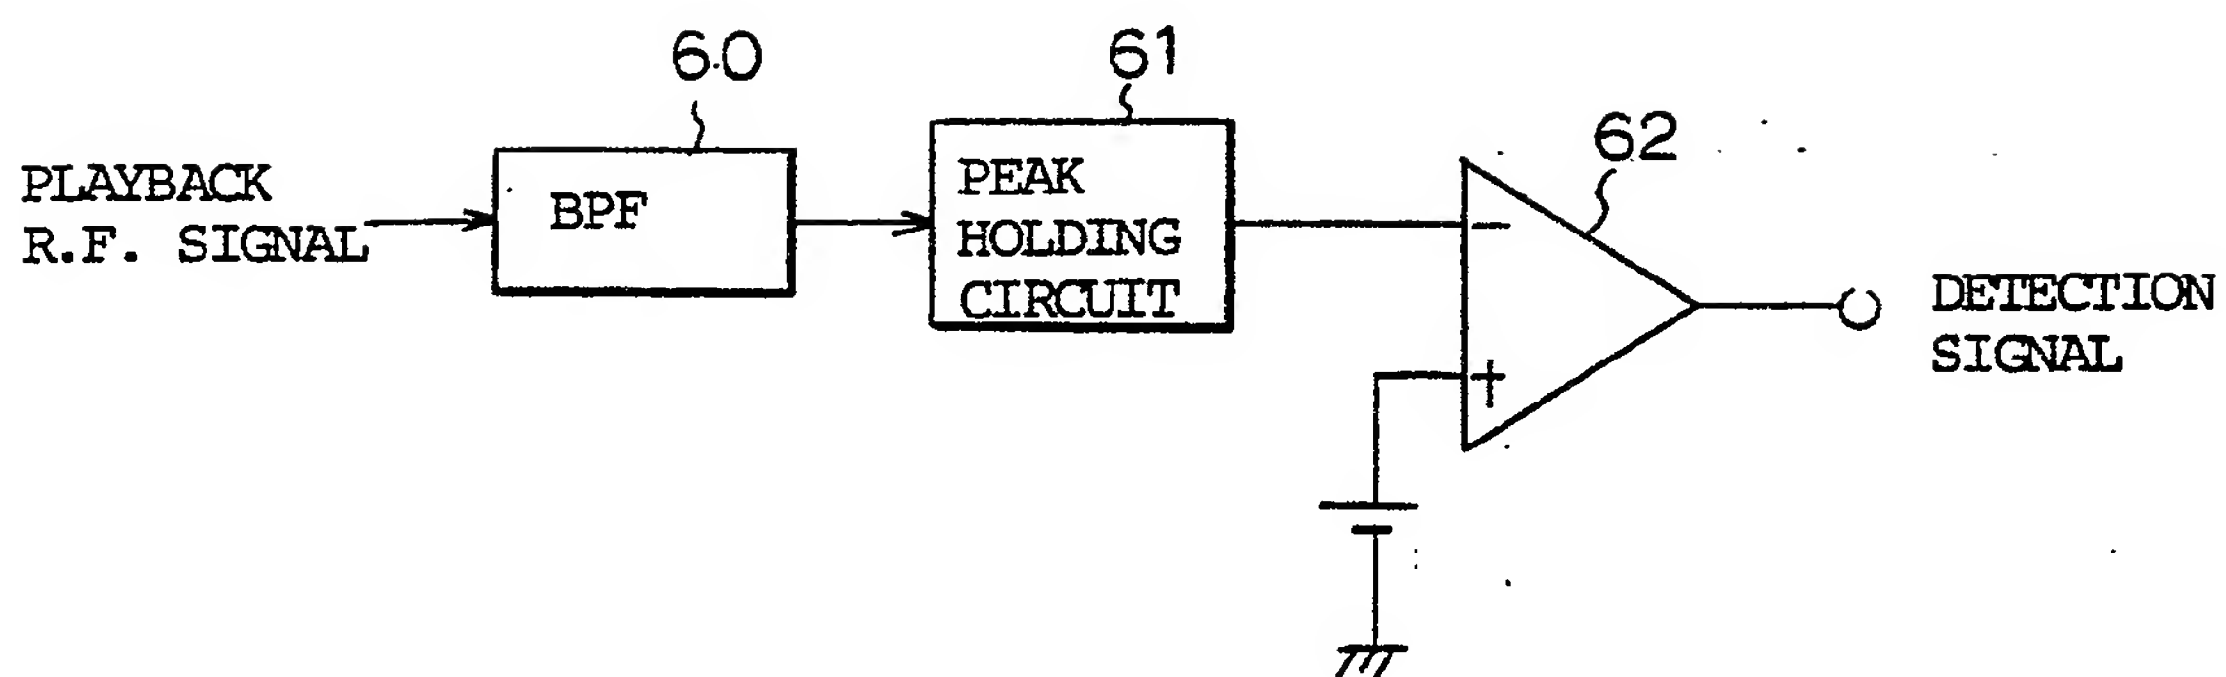 60
61
62
PLAYBACK
R.F. SIGNAL
BPF
PEAK
HOLDING
CIRCUIT
−
+
DETECTION
SIGNAL